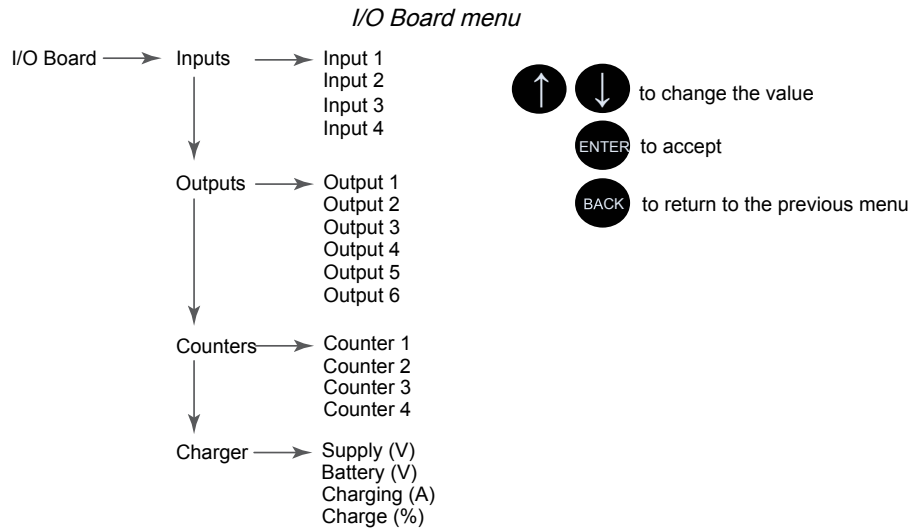 I/O Board menu
I/O Board
Inputs
Input 1
Input 2
Input 3
Input 4
Outputs
Output 1
Output 2
Output 3
Output 4
Output 5
Output 6
Counters
Counter 1
Counter 2
Counter 3
Counter 4
Charger
Supply (V)
Battery (V)
Charging (A)
Charge (%)
to change the value
ENTER to accept
BACK to return to the previous menu